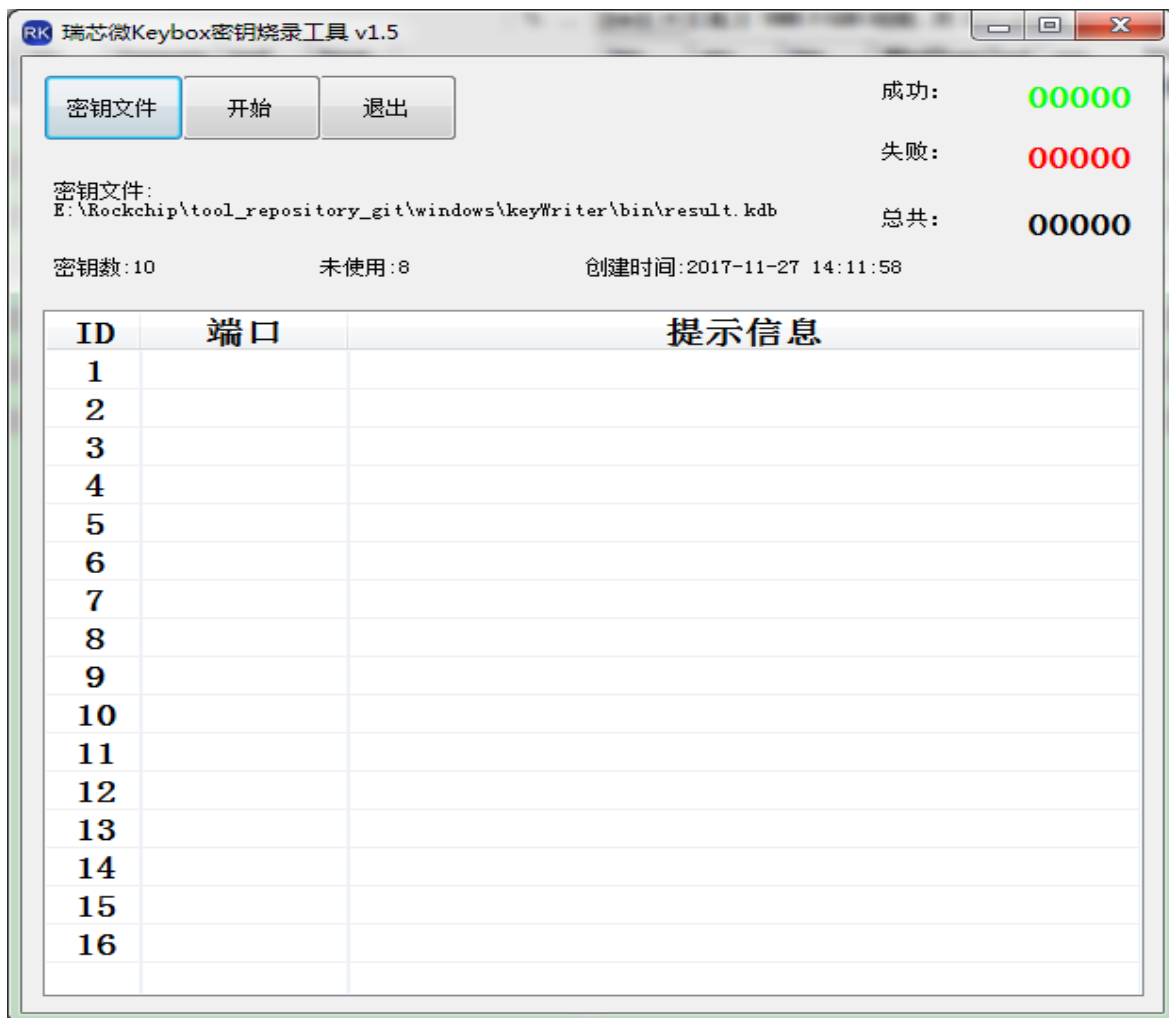 RK 瑞芯微Keybox密钥烧录工具 v1.5
密钥文件 开始 退出
成功: 00000
失败: 00000
密钥文件:
E:\Rockchip\tool_repository_git\windows\keyWriter\bin\result.kdb
总共: 00000
密钥数:10 未使用:8 创建时间:2017-11-27 14:11:58
ID 端口 提示信息
1
2
3
4
5
6
7
8
9
10
11
12
13
14
15
16